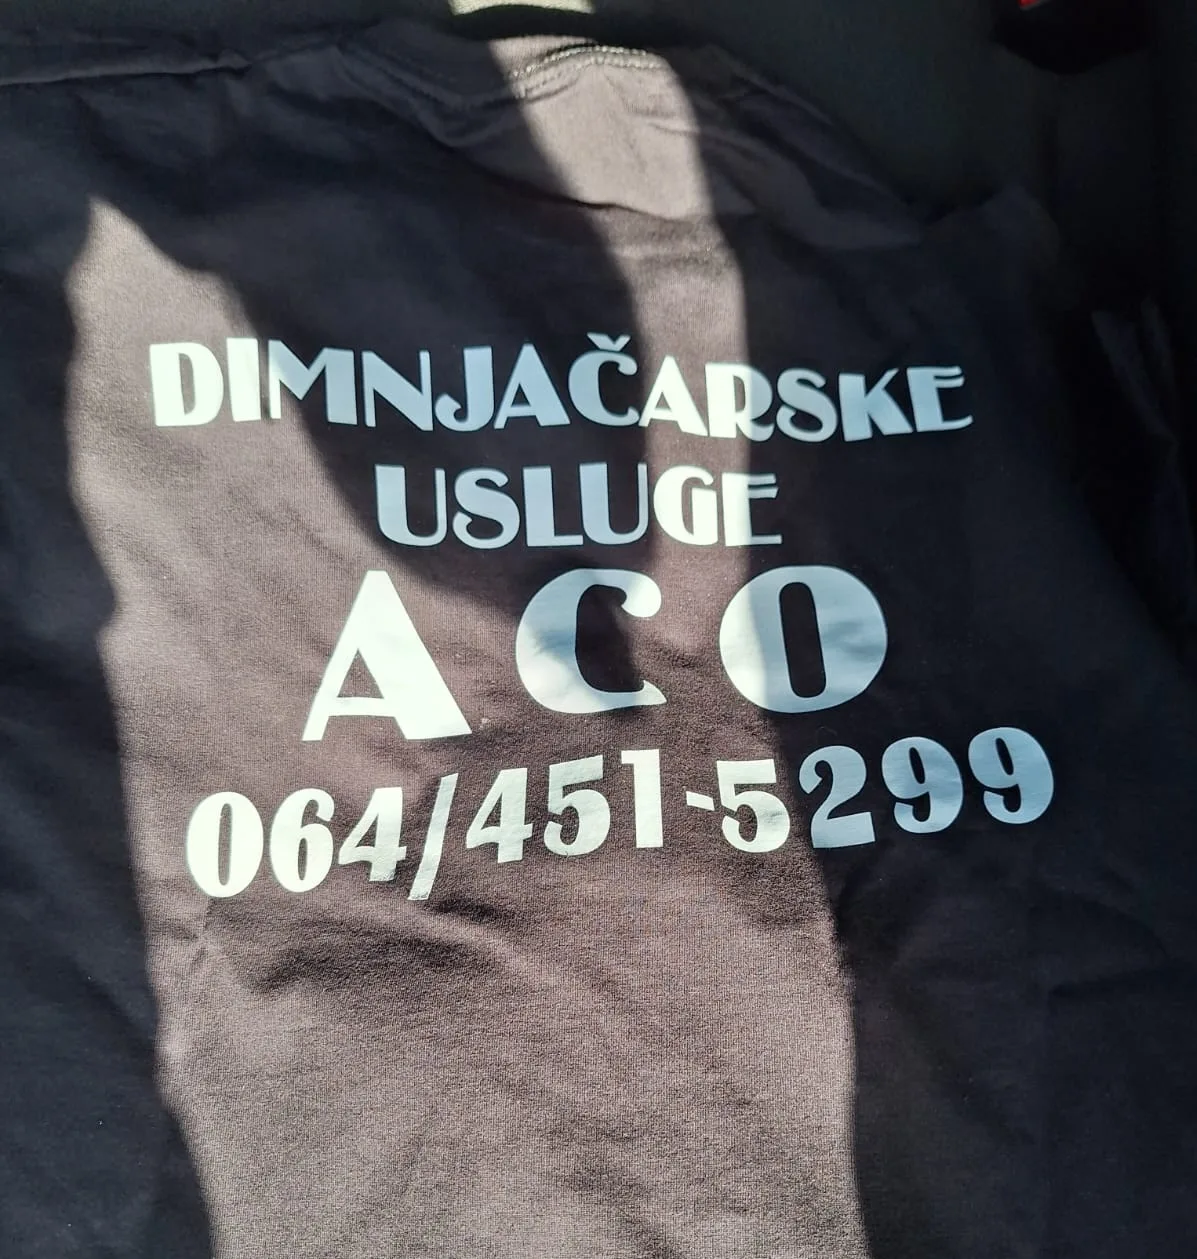 DIMNJAČARSKE
USLUGE
ACO
064/451-5299